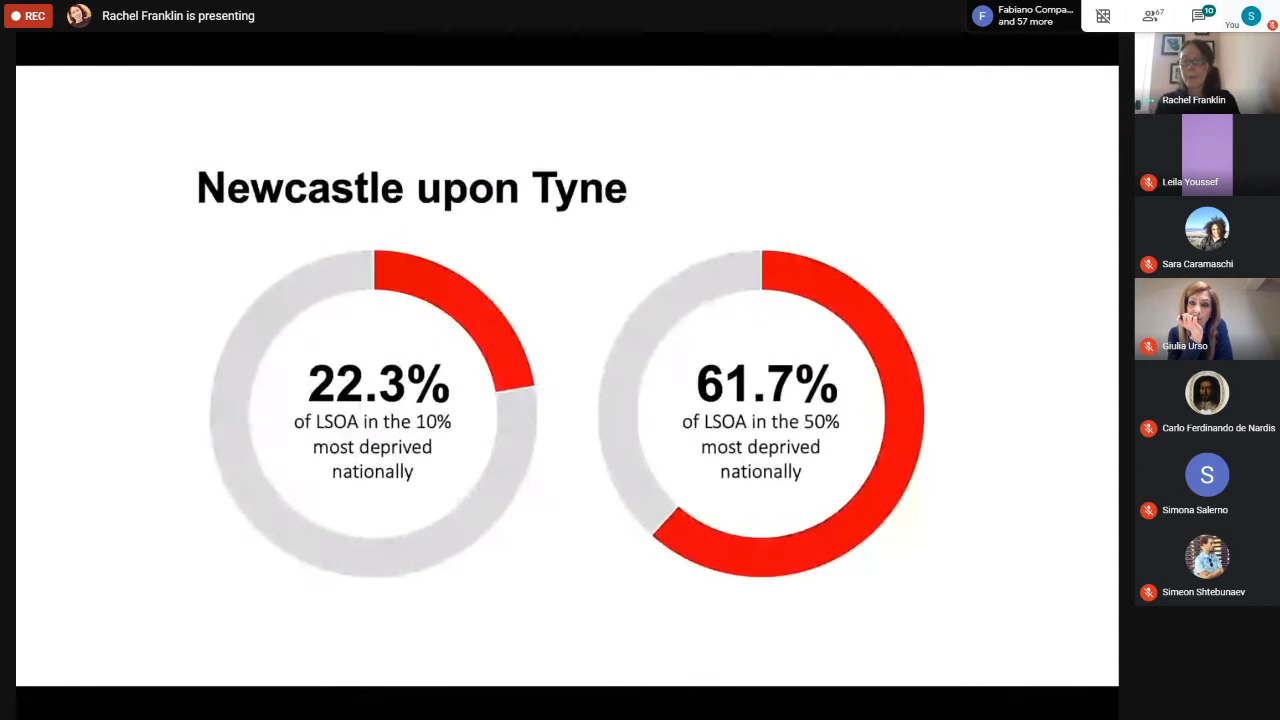 REC
Rachel Franklin is presenting
F
Fabiano Compa...
and 57 more
67
10
S
You
Rachel Franklin
Leila Youssef
Sara Caramaschi
Giulia Urso
Carlo Ferdinando de Nardis
S
Simona Salerno
Simeon Shtebunaev
Newcastle upon Tyne
22.3%
of LSOA in the 10%
most deprived
nationally
61.7%
of LSOA in the 50%
most deprived
nationally